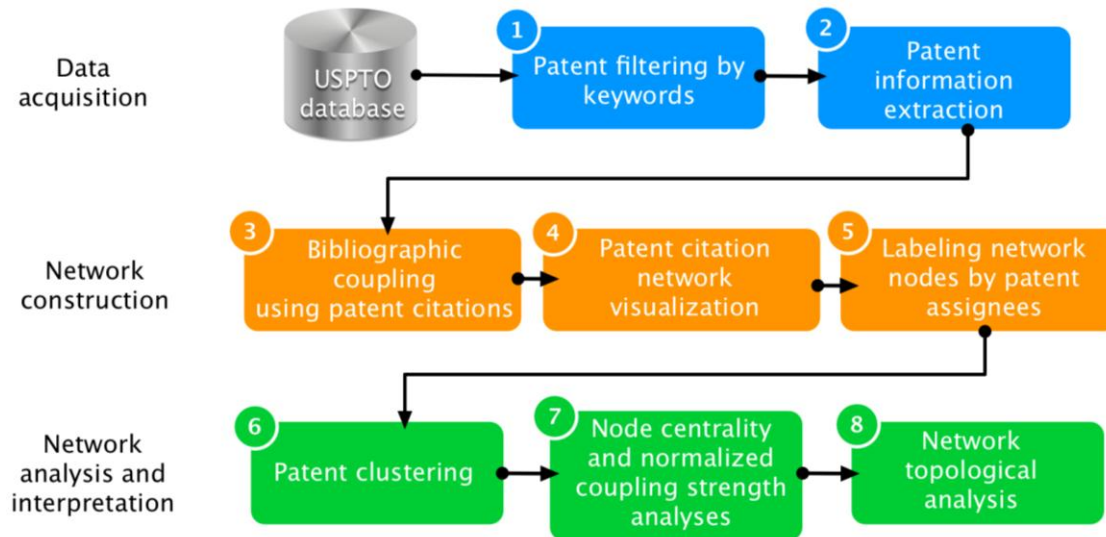 Data
acquisition
USPTO
database
1
Patent filtering by
keywords
2
Patent
information
extraction
Network
construction
3
Bibliographic
coupling
using patent citations
4
Patent citation
network
visualization
5
Labeling network
nodes by patent
assignees
Network
analysis and
interpretation
6
Patent clustering
7
Node centrality
and normalized
coupling strength
analyses
8
Network
topological
analysis